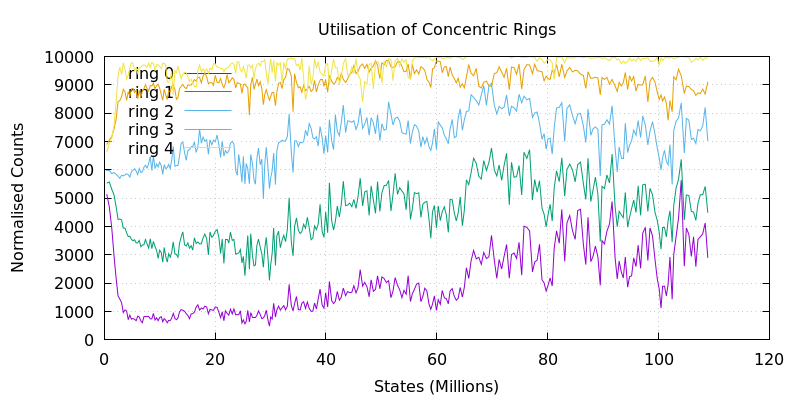 Utilisation of Concentric Rings
Normalised Counts
10000
9000
8000
7000
6000
5000
4000
3000
2000
1000
0
ring 0
ring 1
ring 2
ring 3
ring 4
0 20 40 60 80 100 120
States (Millions)